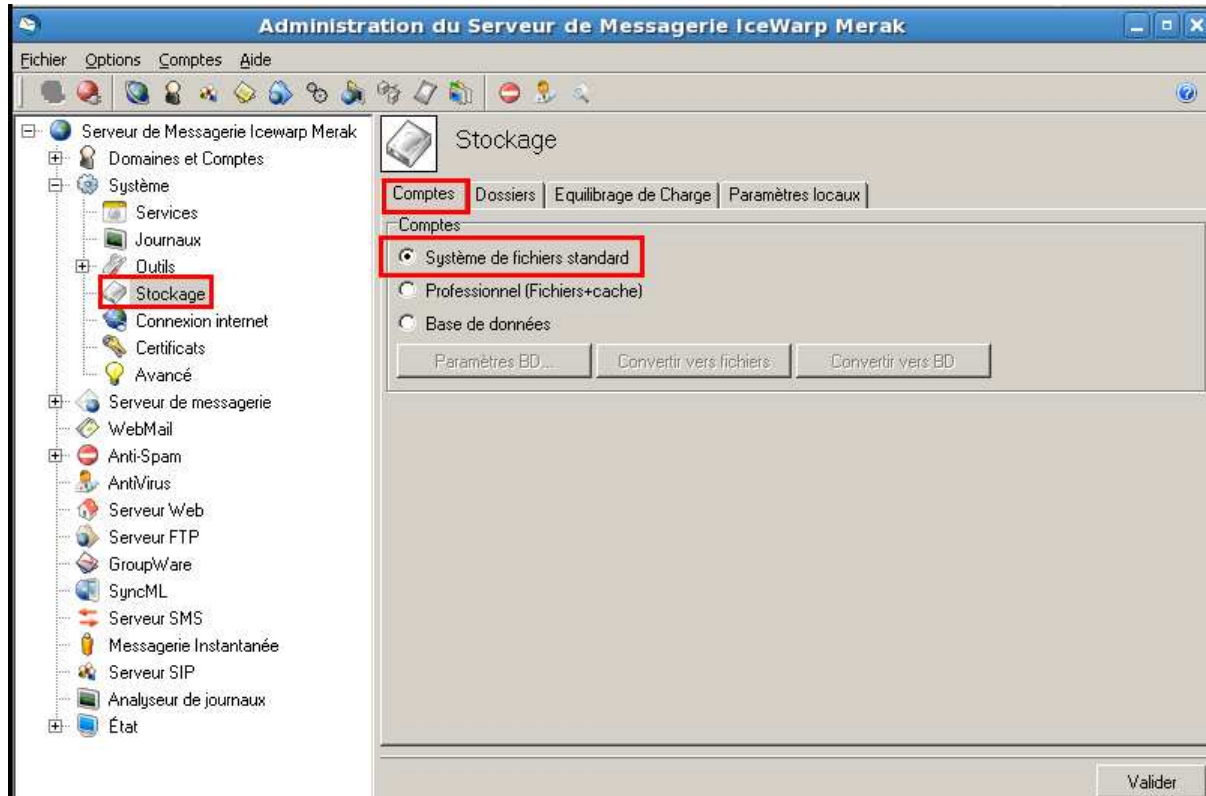 Administration du Serveur de Messagerie IceWarp Merak
Fichier Options Comptes Aide
Serveur de Messagerie Icewarp Merak
Domaines et Comptes
Système
Services
Journaux
Outils
Stockage
Connexion internet
Certificats
Avancé
Serveur de messagerie
WebMail
Anti-Spam
AntiVirus
Serveur Web
Serveur FTP
GroupWare
SyncML
Serveur SMS
Messagerie Instantanée
Serveur SIP
Analyseur de journaux
État
Stockage
Comptes Dossiers Equilibrage de Charge Paramètres locaux
Comptes
Système de fichiers standard
Professionnel (Fichiers+cache)
Base de données
Paramètres BD... Convertir vers fichiers Convertir vers BD
Valider